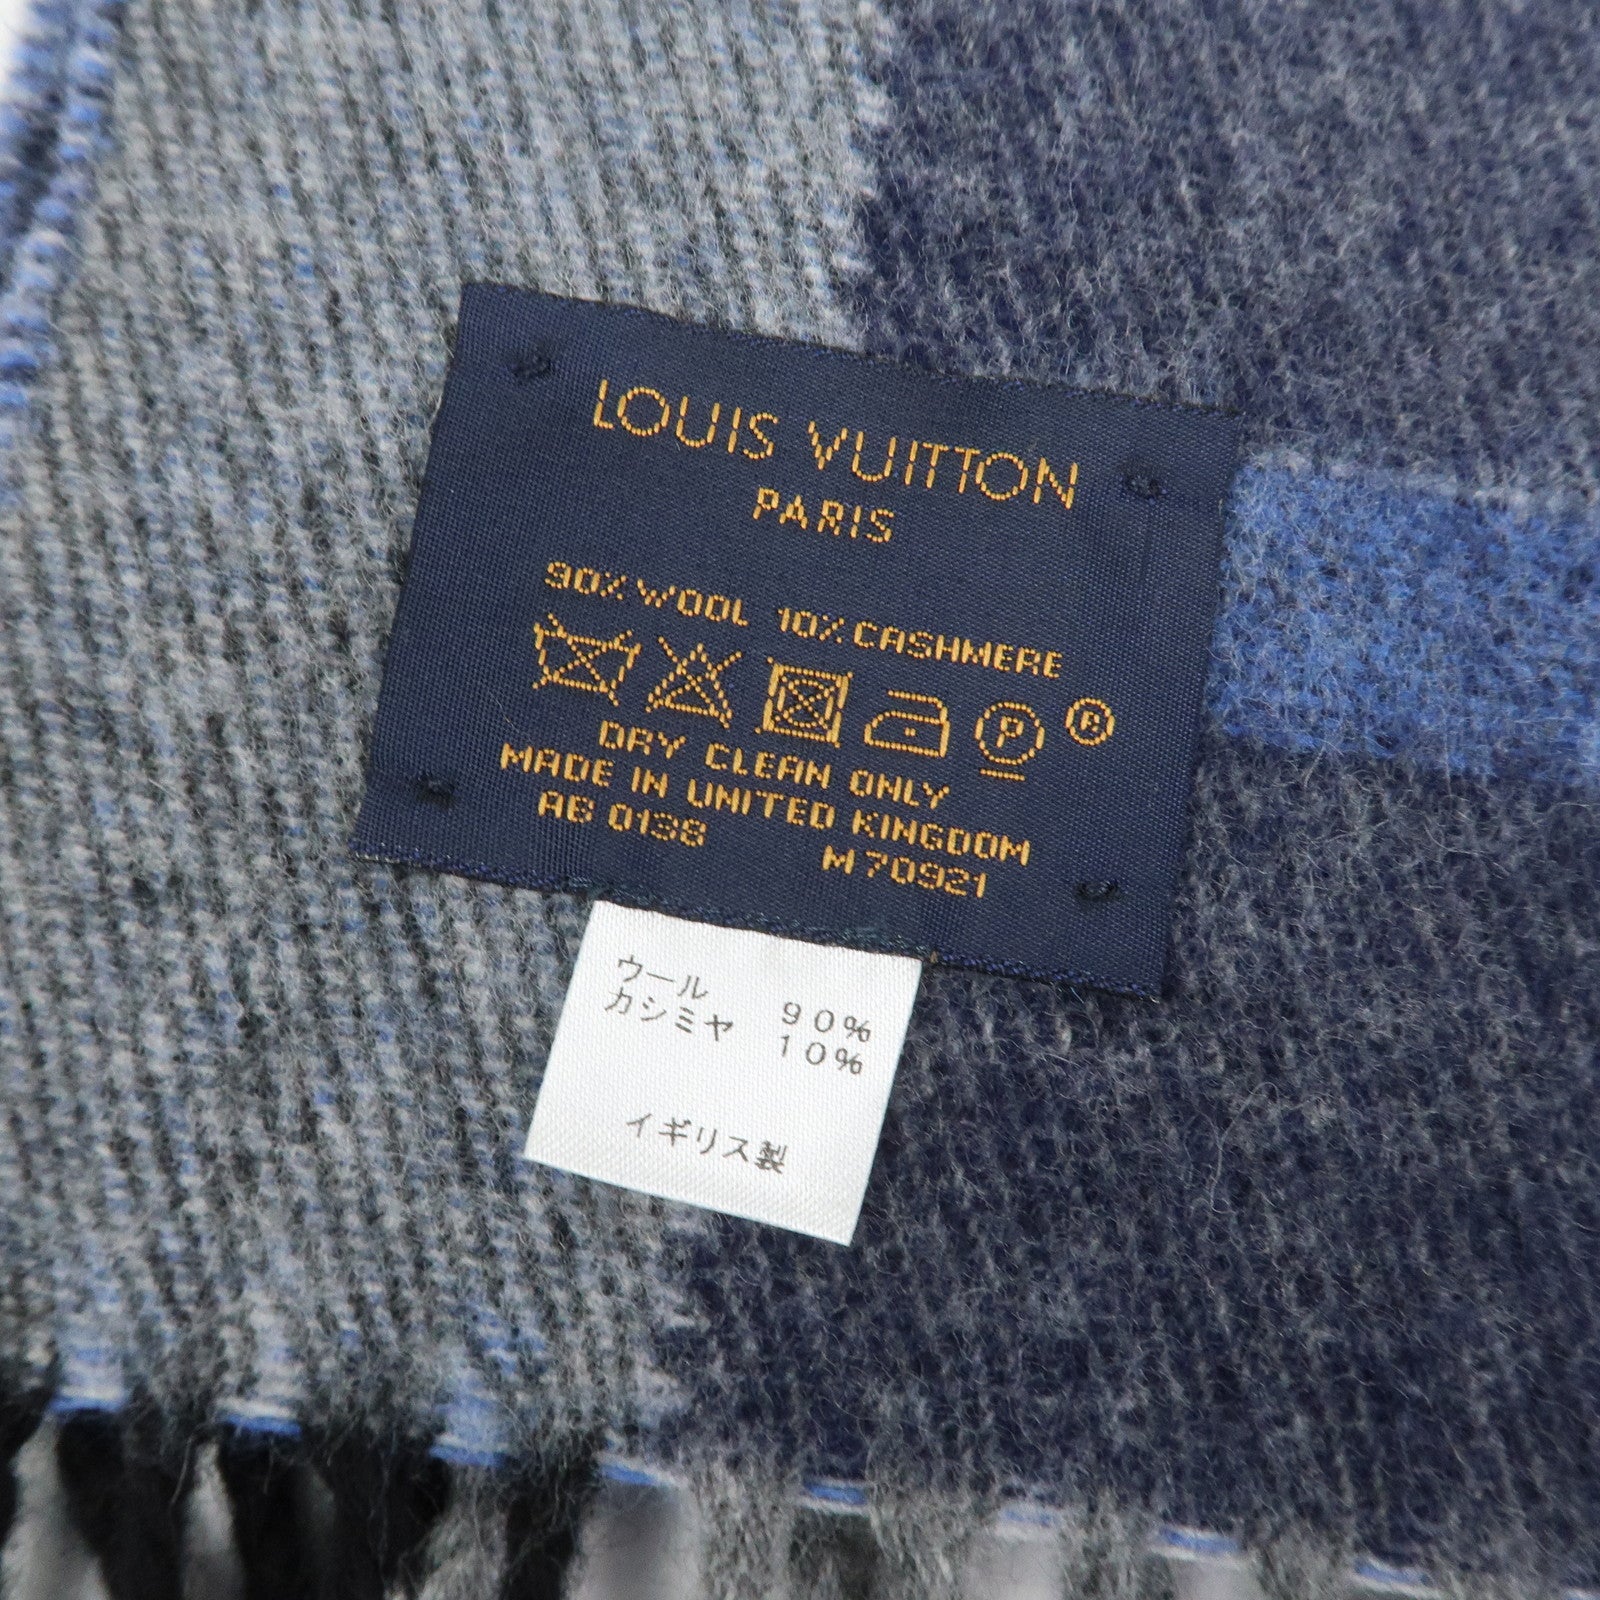 LOUIS VUITTON
PARIS
90% WOOL 10% CASHMERE
P ®
DRY CLEAN ONLY
MADE IN UNITED KINGDOM
AB 0138
M70921
ウール 90%
カシミヤ 10%
イギリス製